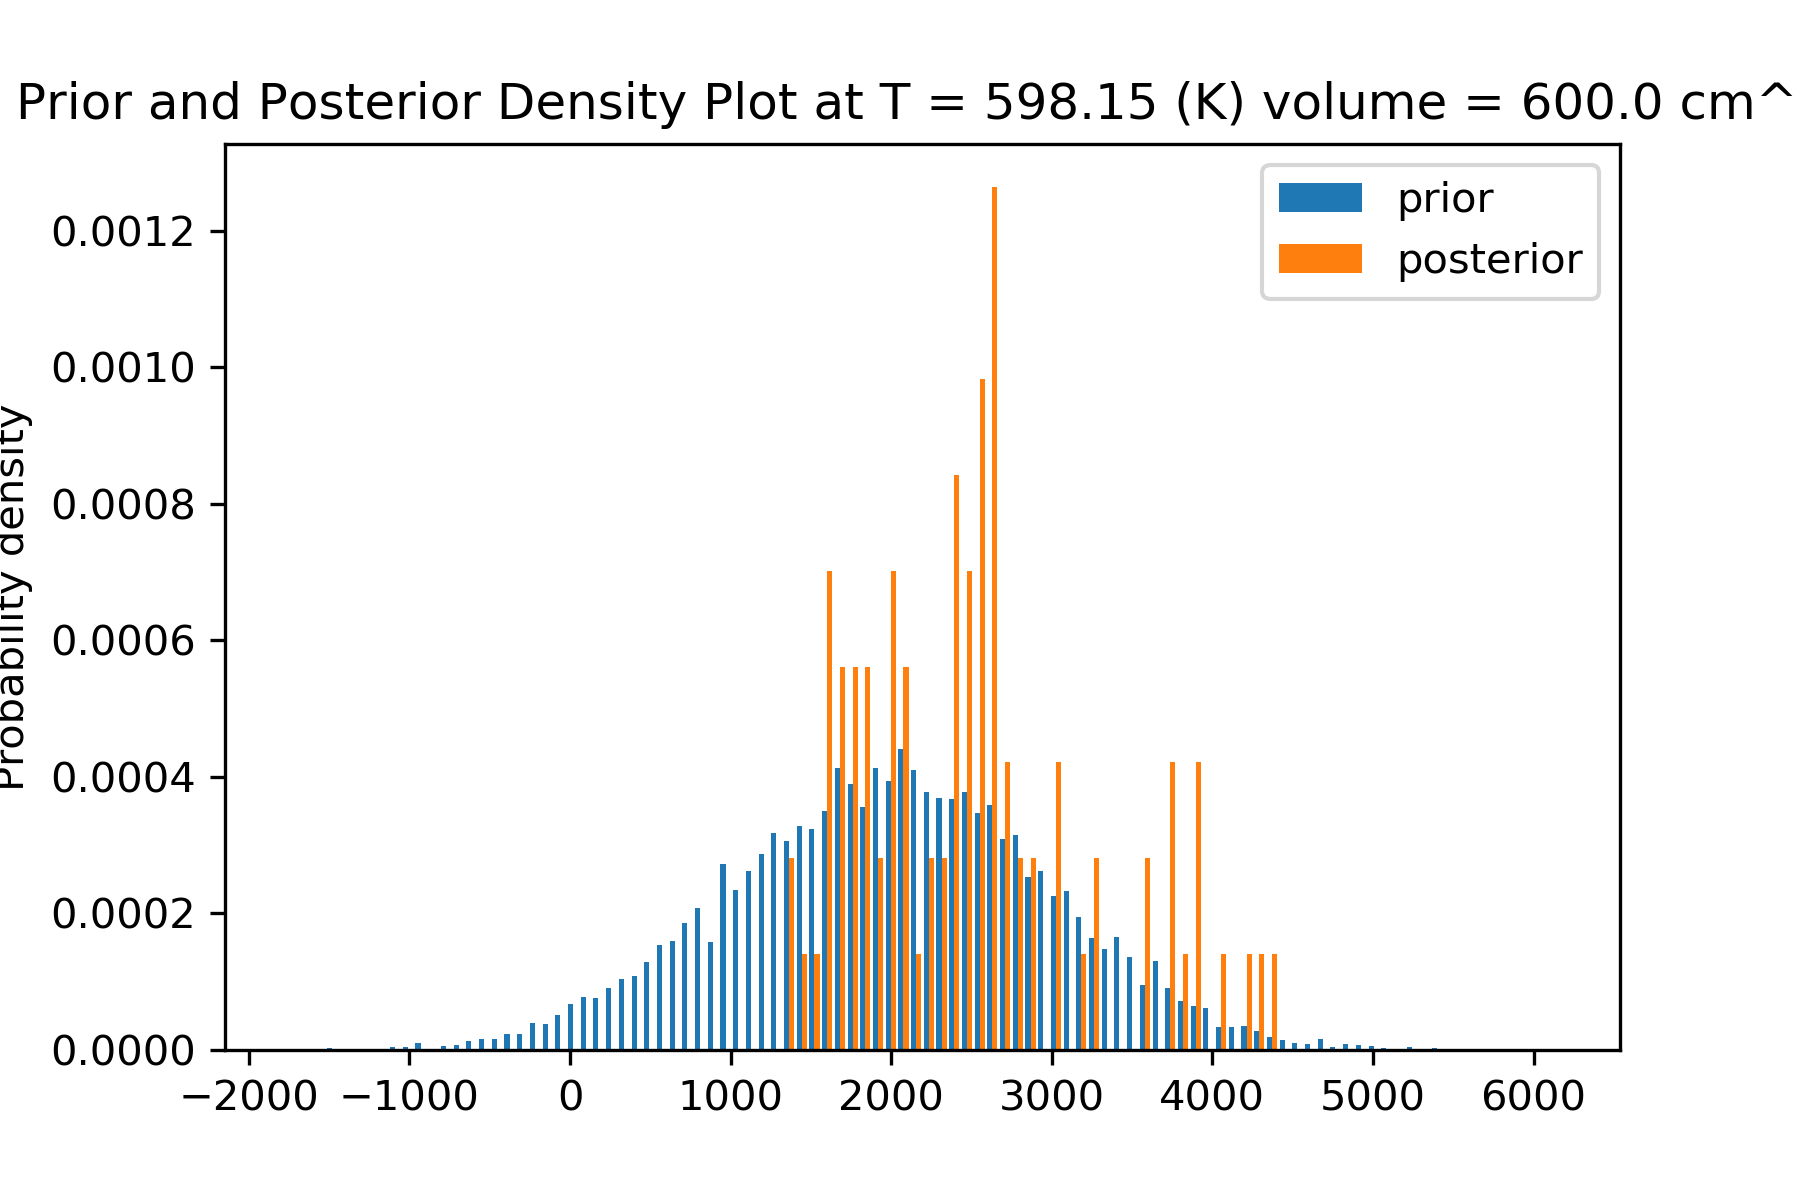 Prior and Posterior Density Plot at T = 598.15 (K) volume = 600.0 cm^
prior
posterior
Probability density
0.0012
0.0010
0.0008
0.0006
0.0004
0.0002
0.0000
−2000 −1000 0 1000 2000 3000 4000 5000 6000